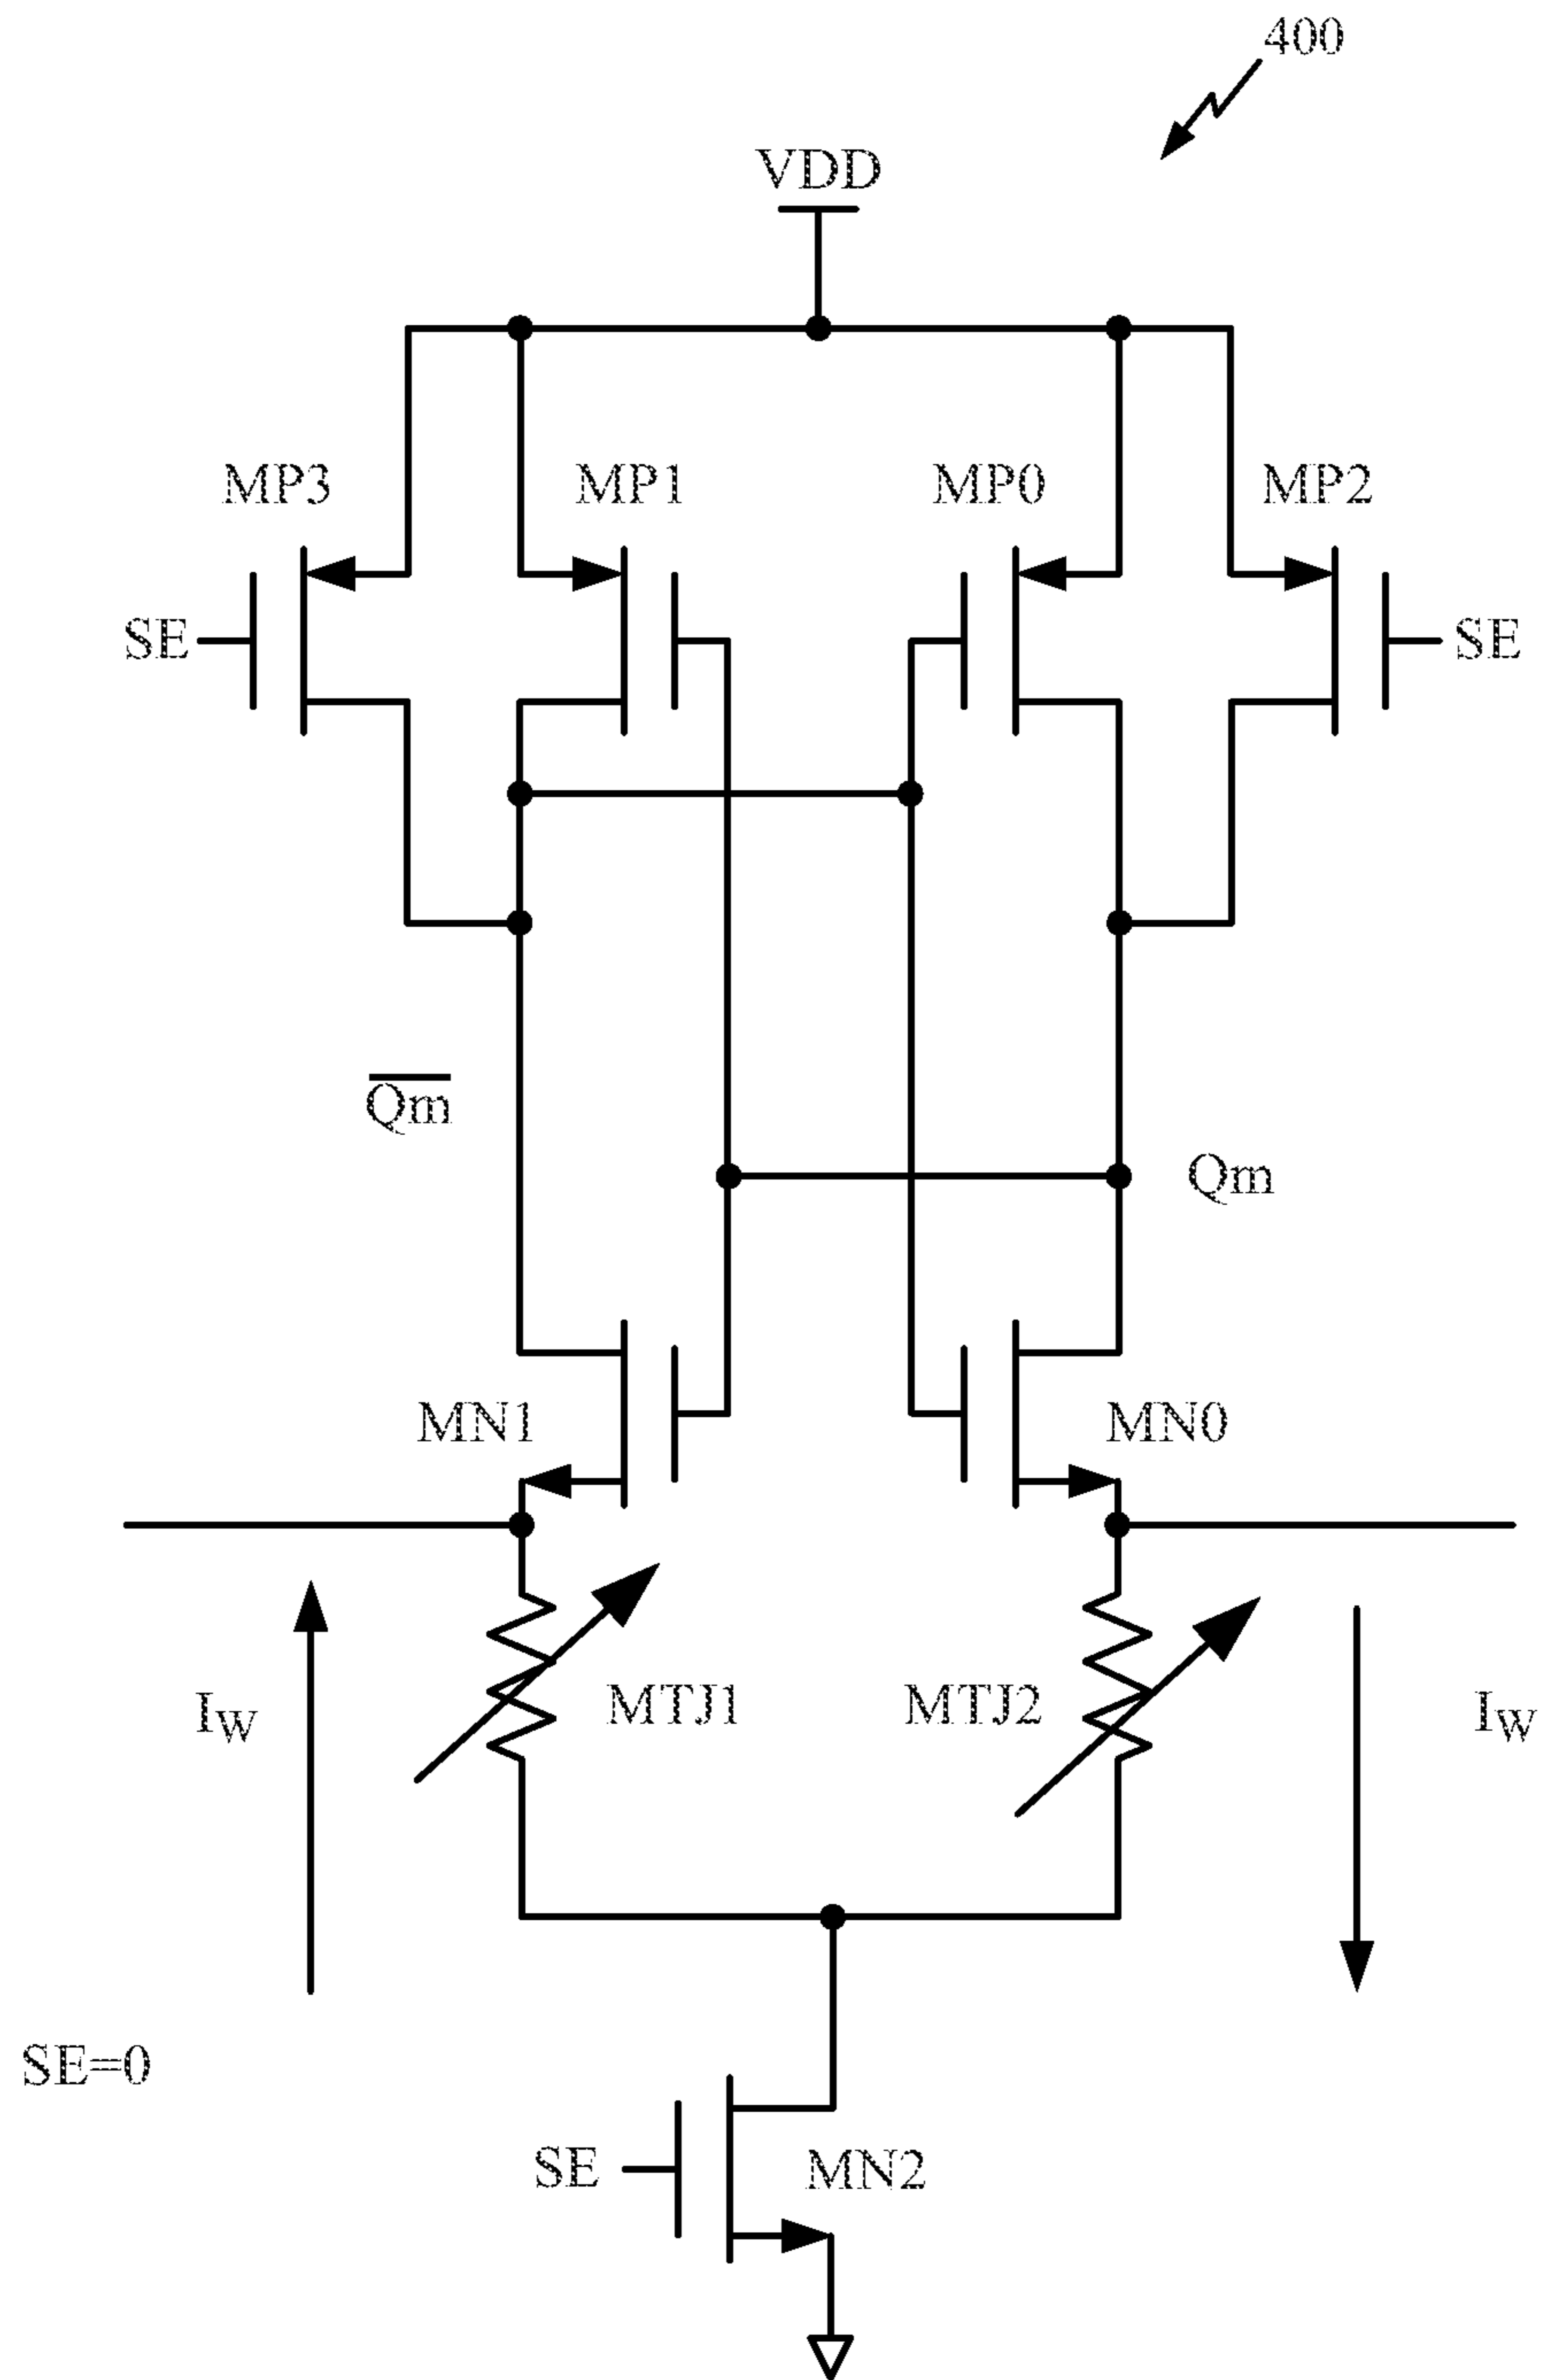 400
VDD
MP3 MP1 MP0 MP2
SE SE
Q̅m̅
Qm
MN1 MN0
IW MTJ1 MTJ2 IW
SE=0
SE MN2